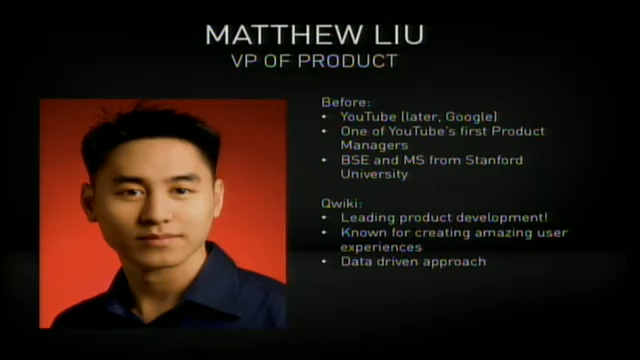 MATTHEW LIU
VP OF PRODUCT
Before:
• YouTube (later, Google)
• One of YouTube's first Product
Managers
• BSE and MS from Stanford
University
Qwiki:
• Leading product development!
• Known for creating amazing user
experiences
• Data driven approach